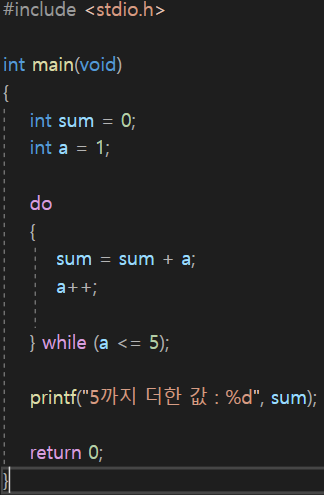 #include <stdio.h>
int main(void)
{
int sum = 0;
int a = 1;
do
{
sum = sum + a;
a++;
} while (a <= 5);
printf("5까지 더한 값 : %d", sum);
return 0;
}